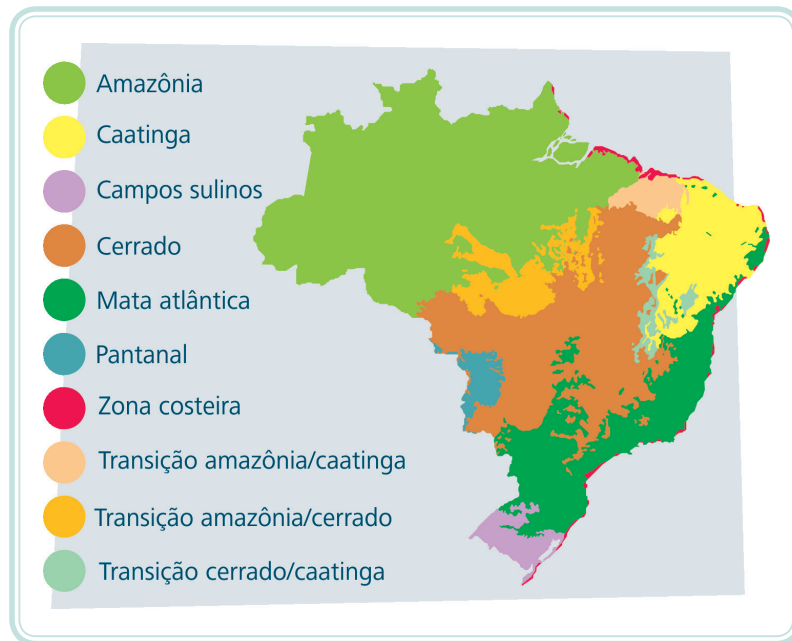 Amazônia
Caatinga
Campos sulinos
Cerrado
Mata atlântica
Pantanal
Zona costeira
Transição amazônia/caatinga
Transição amazônia/cerrado
Transição cerrado/caatinga